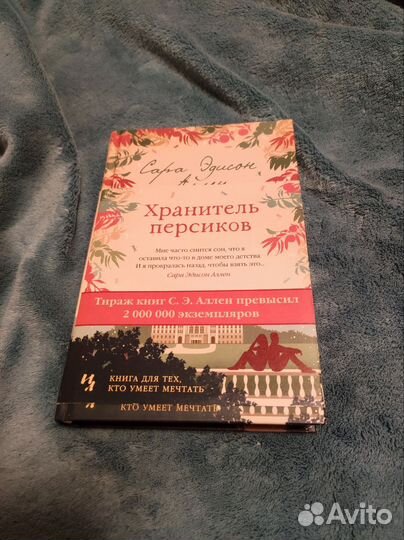 Сара Эдисон
Аллен
Хранитель
персиков
Мне часто снится сон, что я
оставила что-то в доме моего детства
И я прокралась назад, чтобы взять это...
Сара Эдисон Аллен
Тираж книг С. Э. Аллен превысил
2 000 000 экземпляров
КНИГА ДЛЯ ТЕХ,
КТО УМЕЕТ МЕЧТАТЬ
КТО УМЕЕТ МЕЧТАТЬ
Avito